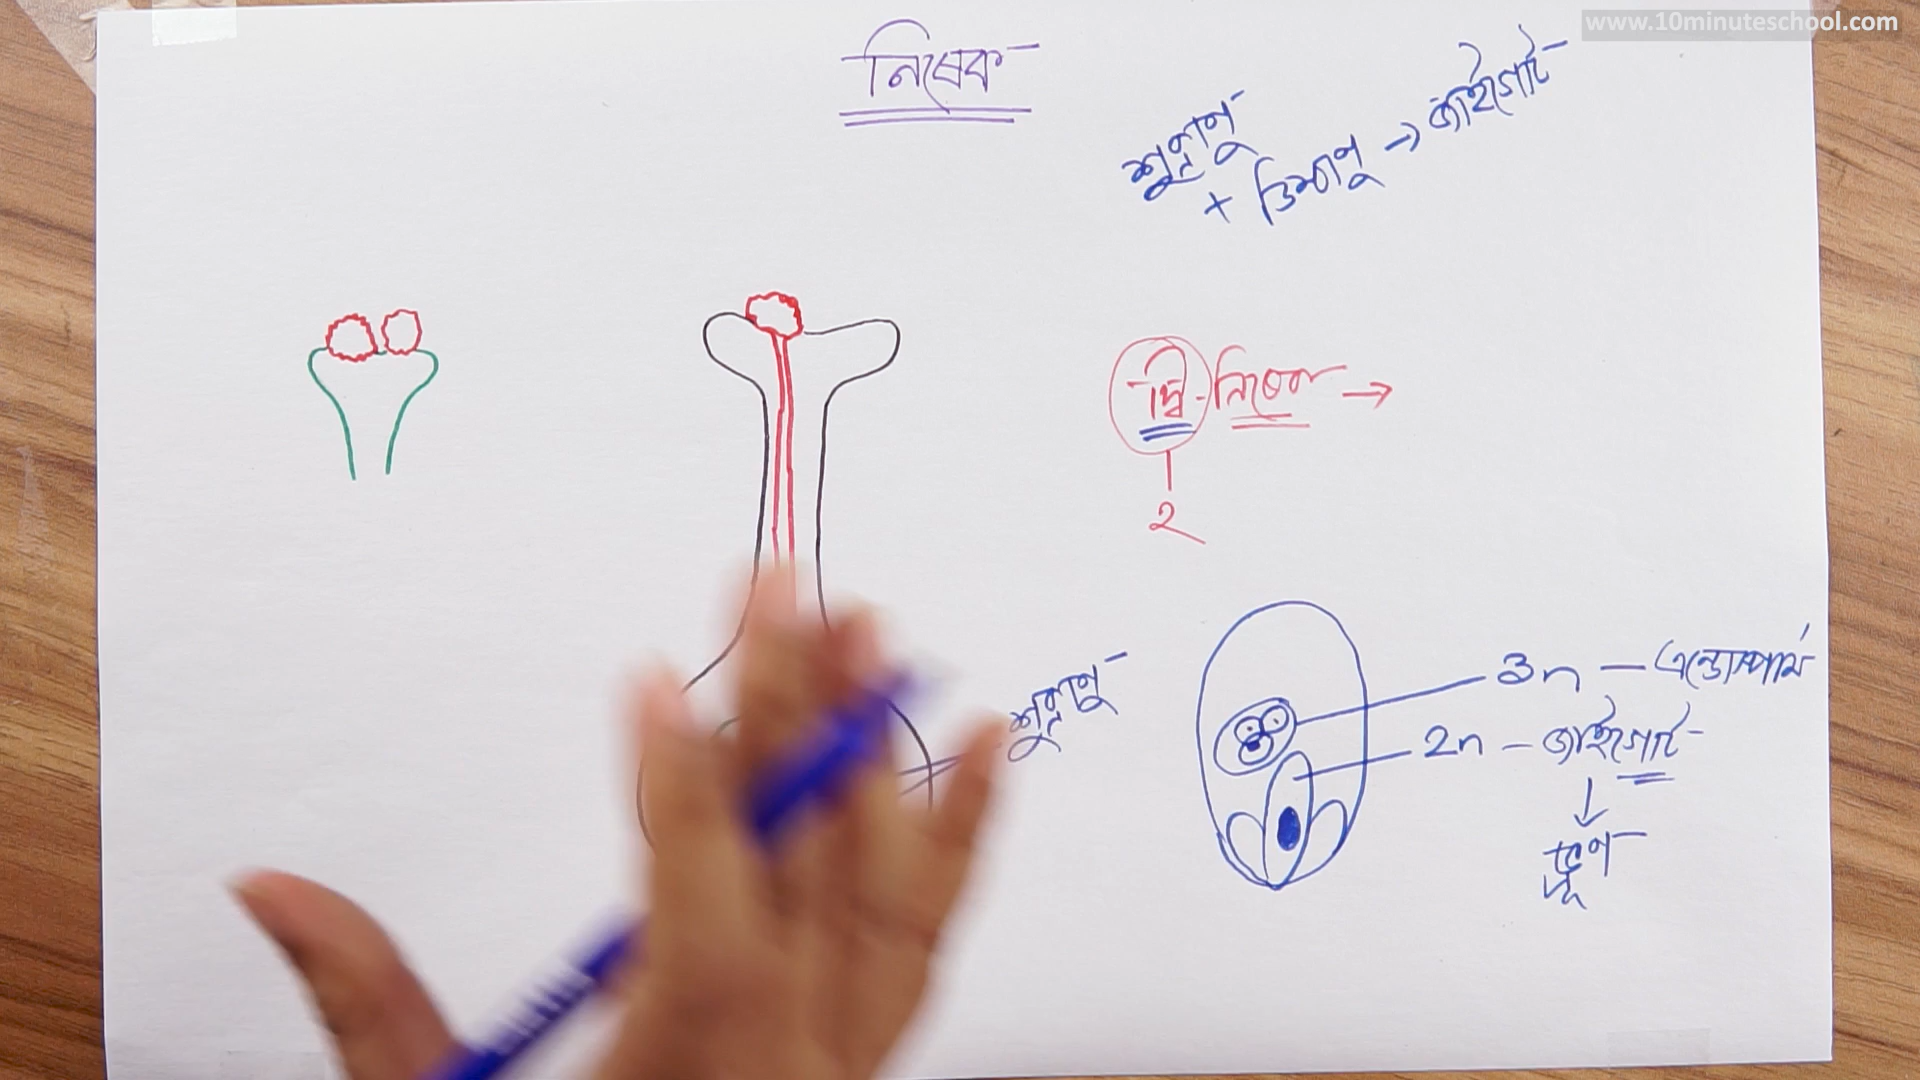 www.10minuteschool.com
নিষেক
শুক্রাণু
+ ডিম্বাণু → জাইগোট
দ্বি-নিষেক →
২
শুক্রাণু
3n — এন্ডোস্পার্ম
2n — জাইগোট
↓
ভ্রূণ